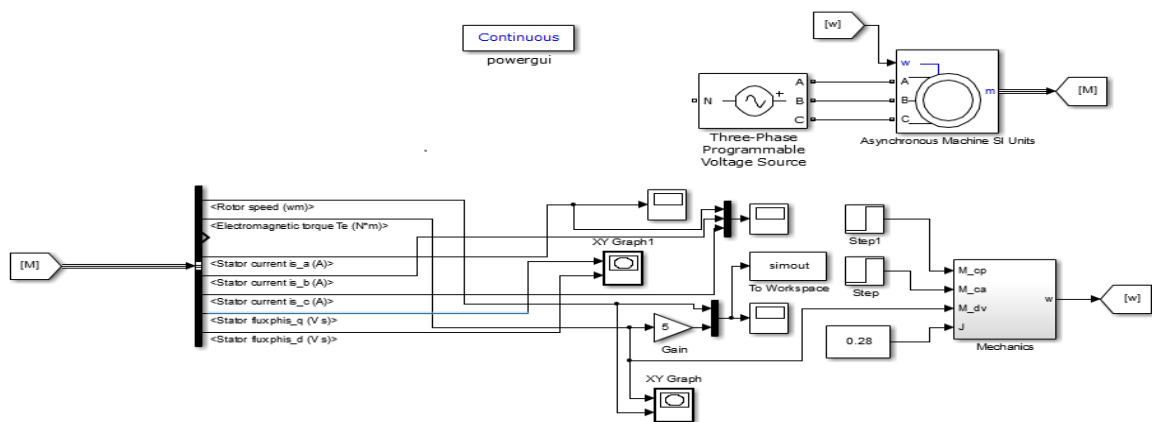 Continuous
powergui
[w]
w
A
B
C
m
[M]
N
A
B
C
+
Three-Phase
Programmable
Voltage Source
Asynchronous Machine SI Units
[M]
<Rotor speed (wm)>
<Electromagnetic torque Te (N*m)>
<Stator current is_a (A)>
<Stator current is_b (A)>
<Stator current is_c (A)>
<Stator flux phis_q (V s)>
<Stator flux phis_d (V s)>
XY Graph1
simout
To Workspace
5
Gain
XY Graph
Step1
Step
0.28
M_cp
M_ca
M_dv
J
w
Mechanics
[w]